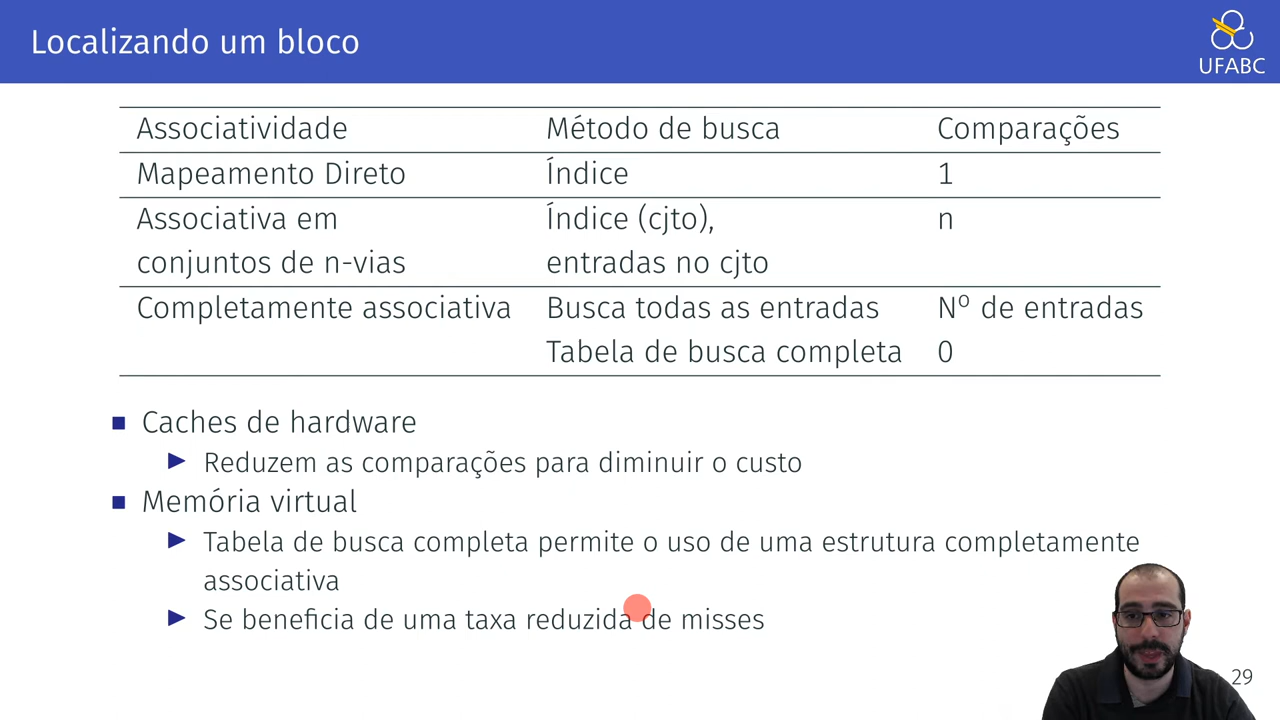 Localizando um bloco
UFABC
Associatividade Método de busca Comparações
Mapeamento Direto Índice 1
Associativa em Índice (cjto), n
conjuntos de n-vias entradas no cjto
Completamente associativa Busca todas as entradas Nº de entradas
Tabela de busca completa 0
Caches de hardware
Reduzem as comparações para diminuir o custo
Memória virtual
Tabela de busca completa permite o uso de uma estrutura completamente
associativa
Se beneficia de uma taxa reduzida de misses
29